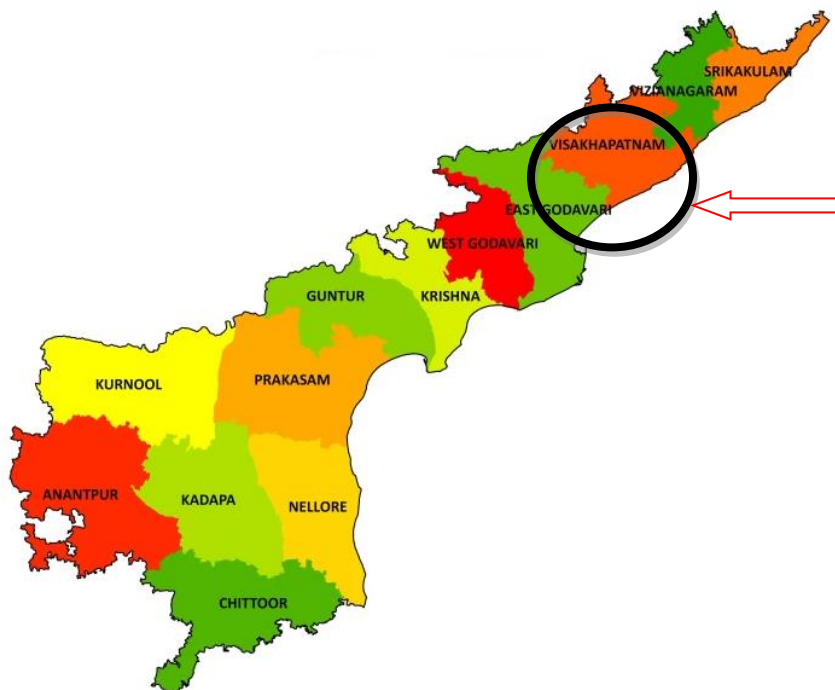 SRIKAKULAM
VIZIANAGARAM
VISAKHAPATNAM
EAST GODAVARI
WEST GODAVARI
GUNTUR
KRISHNA
PRAKASAM
KURNOOL
ANANTPUR
KADAPA
NELLORE
CHITTOOR